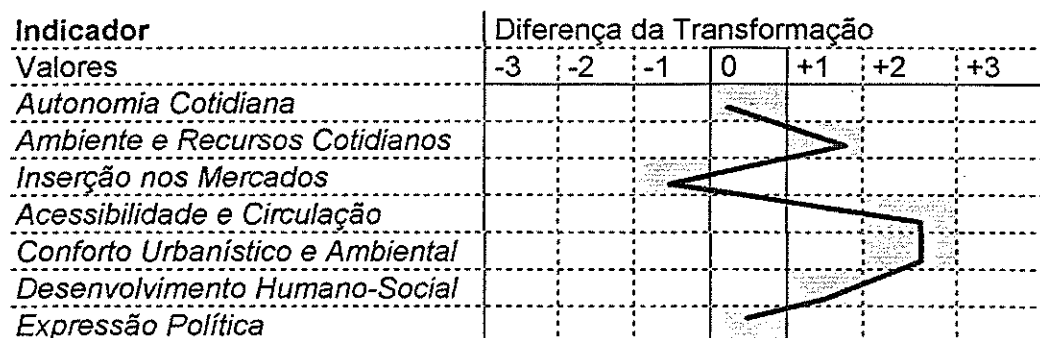 Indicador Diferença da Transformação
Valores -3 -2 -1 0 +1 +2 +3
Autonomia Cotidiana
Ambiente e Recursos Cotidianos
Inserção nos Mercados
Acessibilidade e Circulação
Conforto Urbanístico e Ambiental
Desenvolvimento Humano-Social
Expressão Política